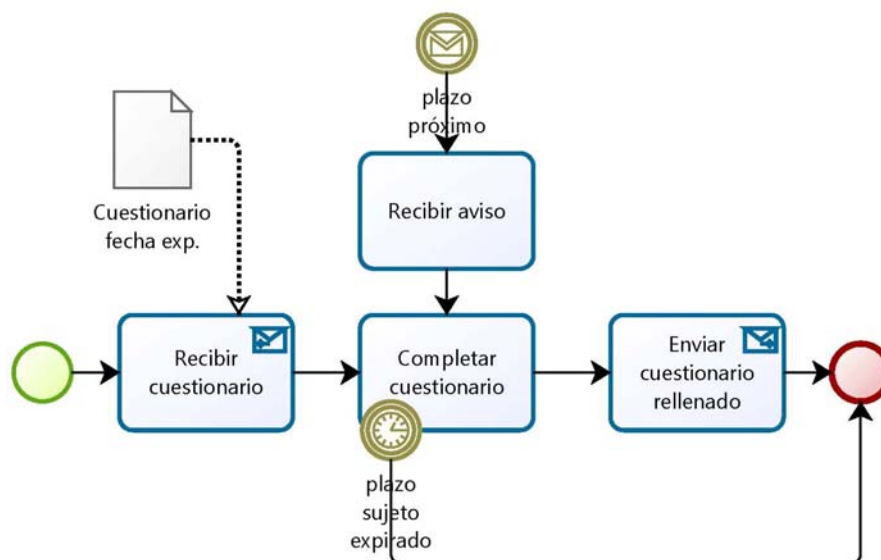 plazo
próximo
Cuestionario
fecha exp.
Recibir aviso
Recibir
cuestionario
Completar
cuestionario
Enviar
cuestionario
rellenado
plazo
sujeto
expirado